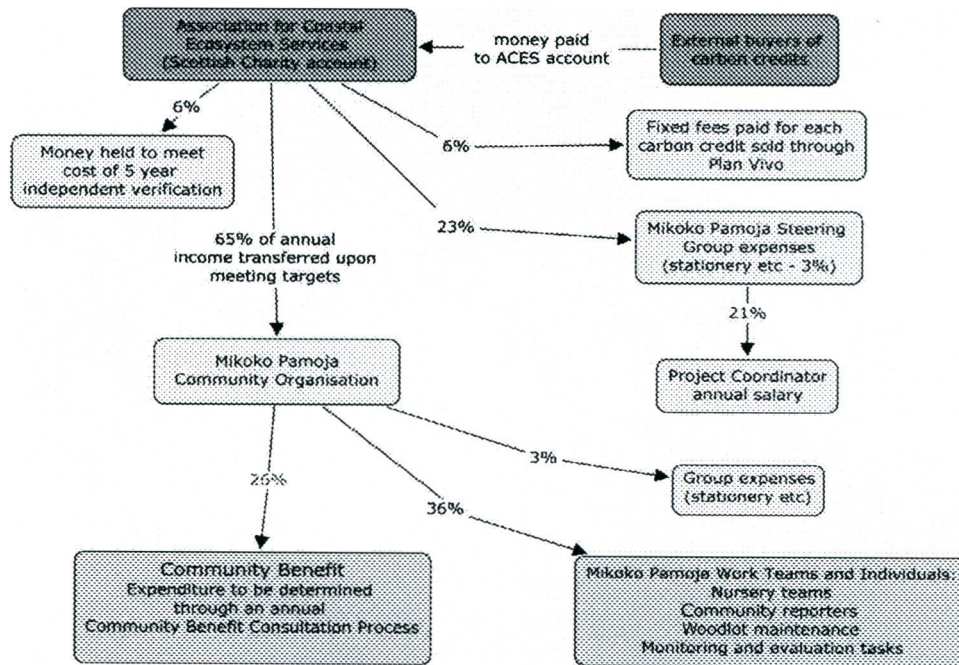 Association for Coastal
Ecosystem Services
(Scottish Charity account)
money paid
to ACES account
External buyers of
carbon credits
6%
Money held to meet
cost of 5 year
independent verification
6%
Fixed fees paid for each
carbon credit sold through
Plan Vivo
65% of annual
income transferred upon
meeting targets
23%
Mikoko Pamoja Steering
Group expenses
(stationery etc - 3%)
21%
Project Coordinator
annual salary
Mikoko Pamoja
Community Organisation
3%
Group expenses
(stationery etc)
26%
36%
Community Benefit
Expenditure to be determined
through an annual
Community Benefit Consultation Process
Mikoko Pamoja Work Teams and Individuals:
Nursery teams
Community reporters
Woodlot maintenance
Monitoring and evaluation tasks